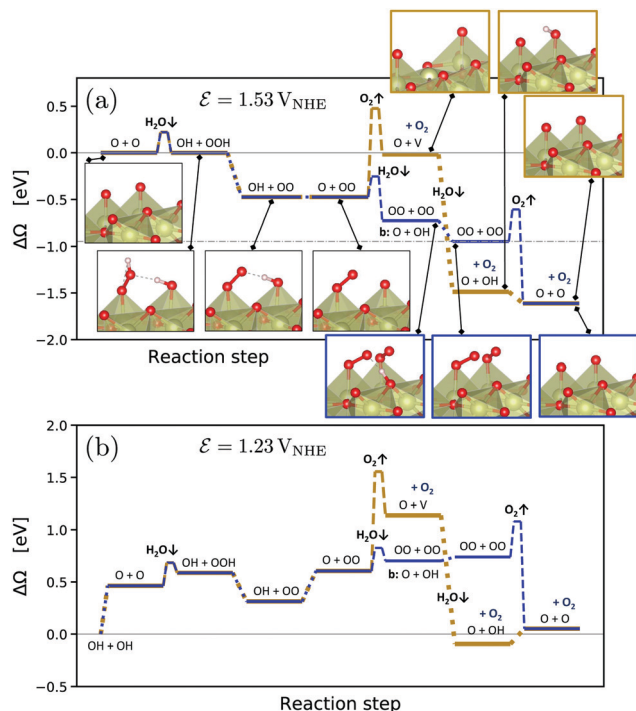 (a)
ℰ = 1.53 V_NHE
O₂↑
+ O₂
H₂O↓
O + O
OH + OOH
O + V
OH + OO
O + OO
H₂O↓
H₂O↓
O₂↑
OO + OO
b: O + OH
OO + OO
+ O₂
O + OH
+ O₂
O + O
ΔΩ [eV]
0.5
0.0
−0.5
−1.0
−1.5
−2.0
Reaction step
(b)
ℰ = 1.23 V_NHE
O₂↑
+ O₂
O + V
O₂↑
H₂O↓
H₂O↓
O + O
OH + OOH
OH + OO
O + OO
OO + OO
b: O + OH
OO + OO
H₂O↓
+ O₂
O + OH
+ O₂
O + O
OH + OH
ΔΩ [eV]
2.0
1.5
1.0
0.5
0.0
−0.5
Reaction step